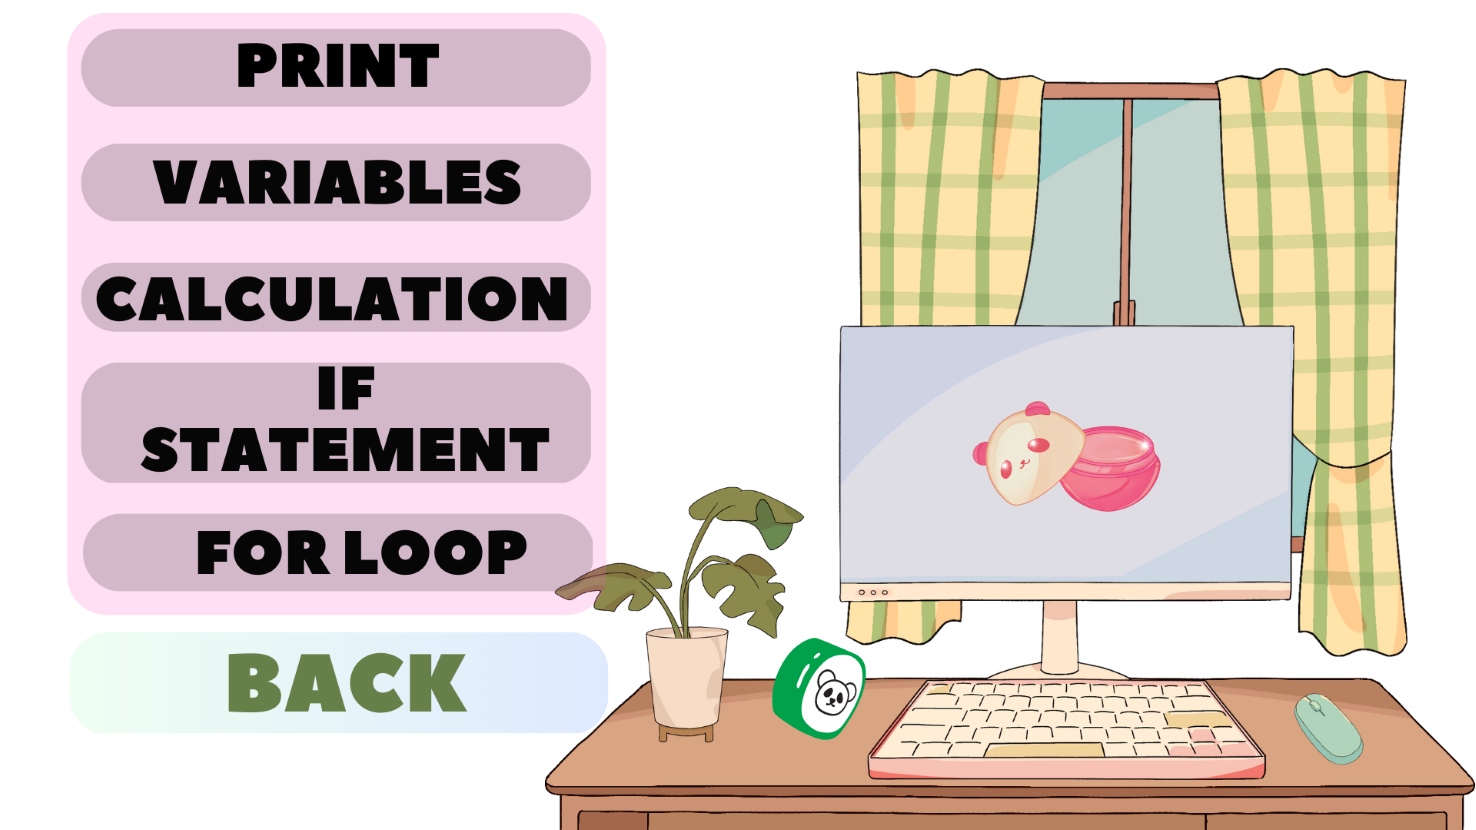 PRINT
VARIABLES
CALCULATION
IF
STATEMENT
FOR LOOP
BACK